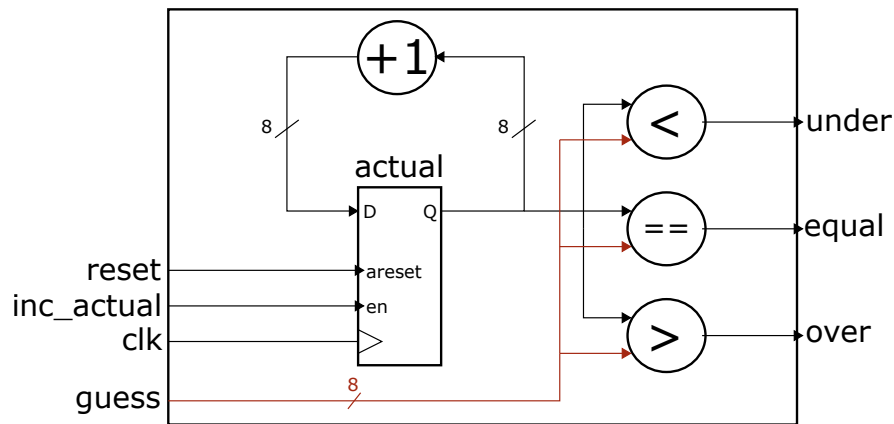 +1
8
8
actual
<
under
D
Q
==
equal
reset
areset
inc_actual
en
clk
>
over
8
guess